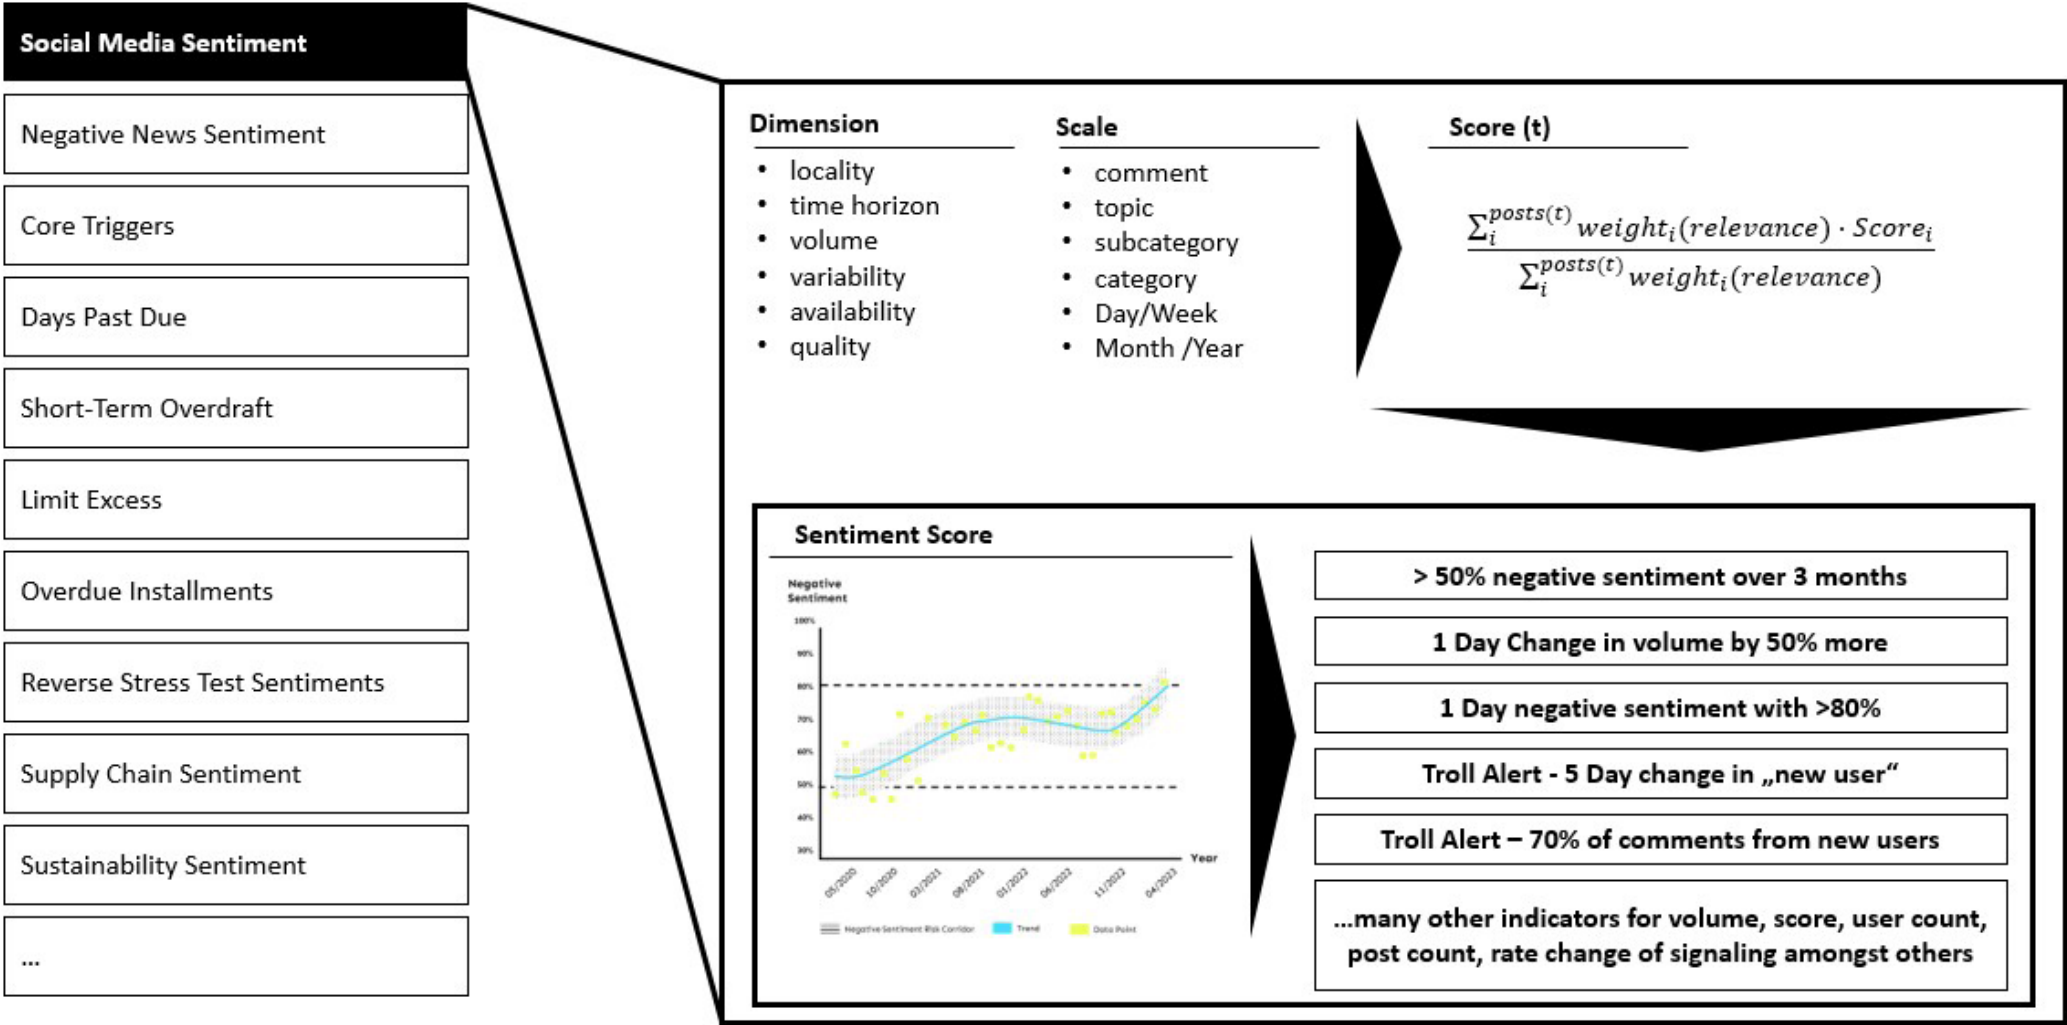 Social Media Sentiment
Negative News Sentiment
Core Triggers
Days Past Due
Short-Term Overdraft
Limit Excess
Overdue Installments
Reverse Stress Test Sentiments
Supply Chain Sentiment
Sustainability Sentiment
...
Dimension
• locality
• time horizon
• volume
• variability
• availability
• quality
Scale
• comment
• topic
• subcategory
• category
• Day/Week
• Month /Year
Score (t)
∑ᵢ^posts(t) weightᵢ(relevance) · Scoreᵢ
∑ᵢ^posts(t) weightᵢ(relevance)
Sentiment Score
Negative
Sentiment
100%
90%
80%
70%
60%
50%
40%
30%
Year
05/2020
10/2020
03/2021
08/2021
01/2022
06/2022
11/2022
04/2023
Negative Sentiment Risk Corridor
Trend
Data Point
> 50% negative sentiment over 3 months
1 Day Change in volume by 50% more
1 Day negative sentiment with >80%
Troll Alert - 5 Day change in „new user“
Troll Alert – 70% of comments from new users
...many other indicators for volume, score, user count,
post count, rate change of signaling amongst others